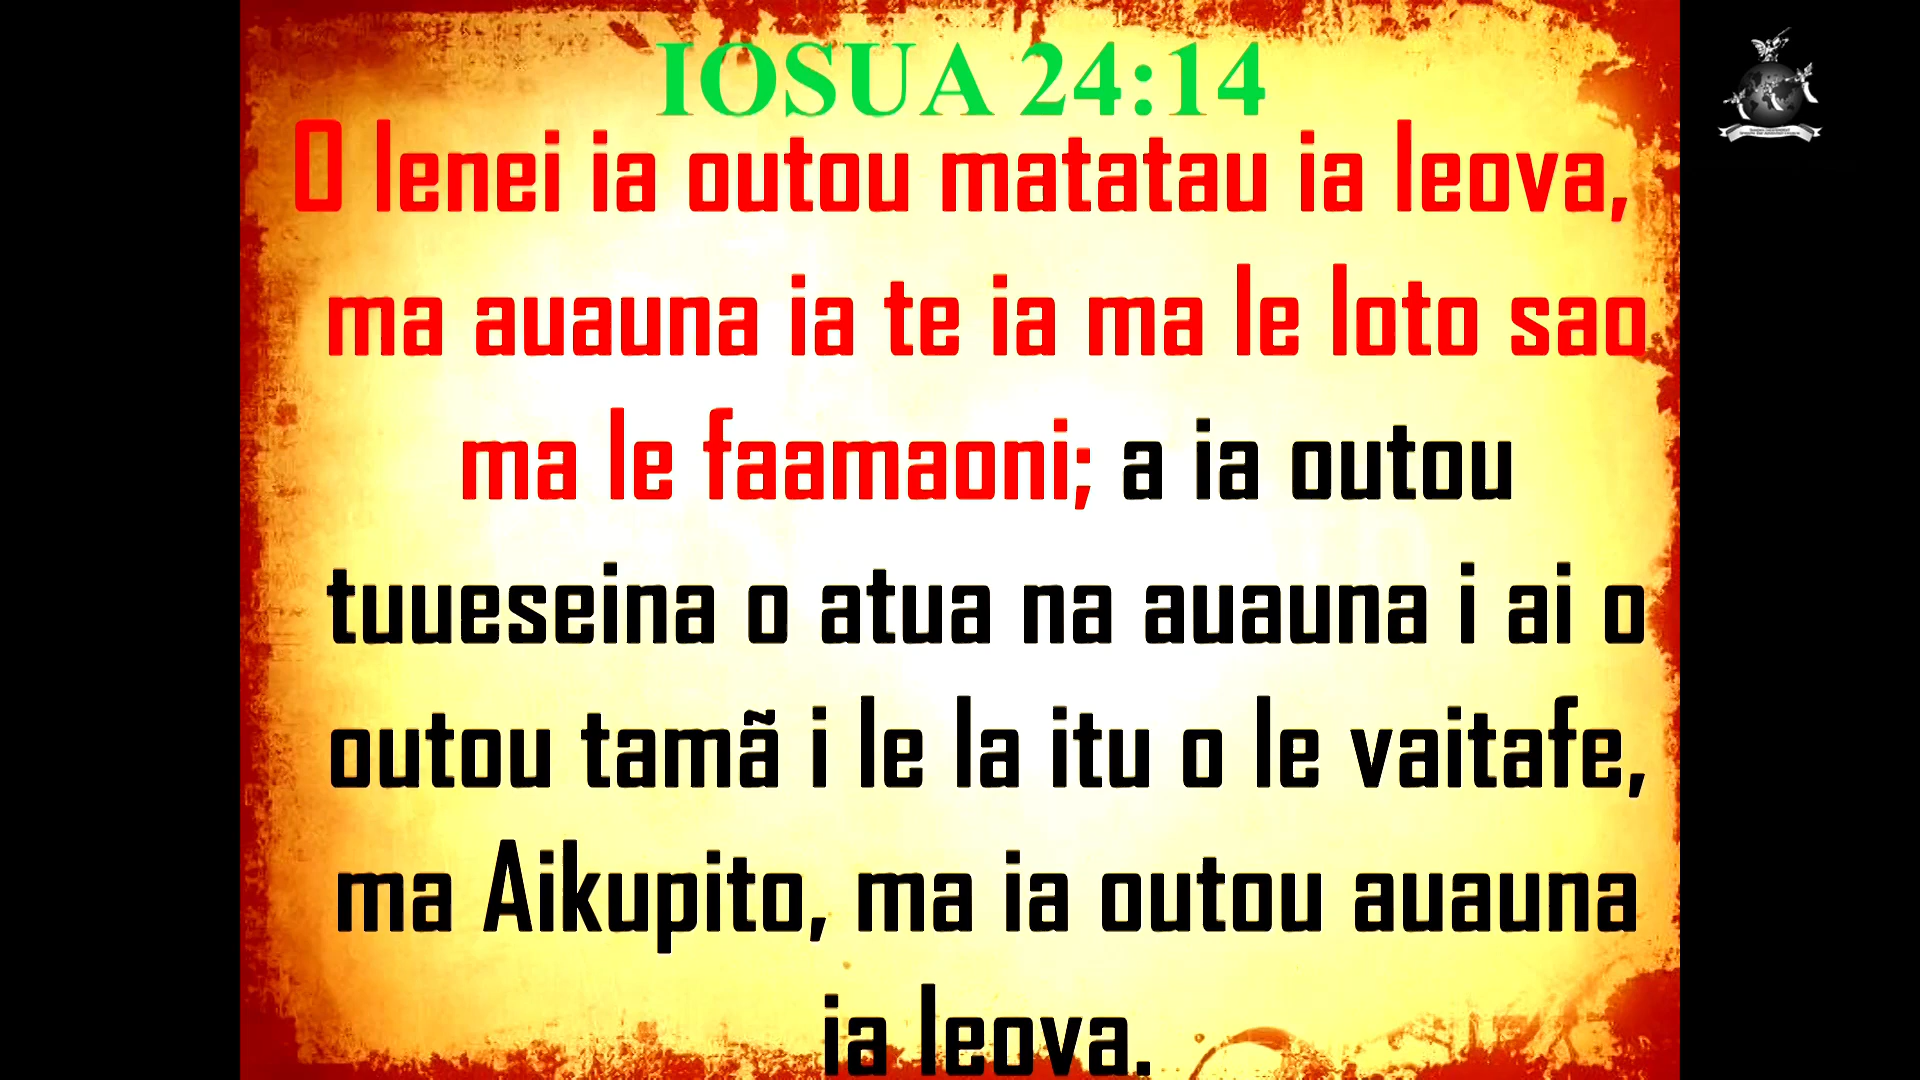 IOSUA 24:14
O lenei ia outou matatau ia Ieova,
ma auauna ia te ia ma le loto sao
ma le faamaoni; a ia outou
tuueseina o atua na auauna i ai o
outou tamã i le la itu o le vaitafe,
ma Aikupito, ma ia outou auauna
ia Ieova.